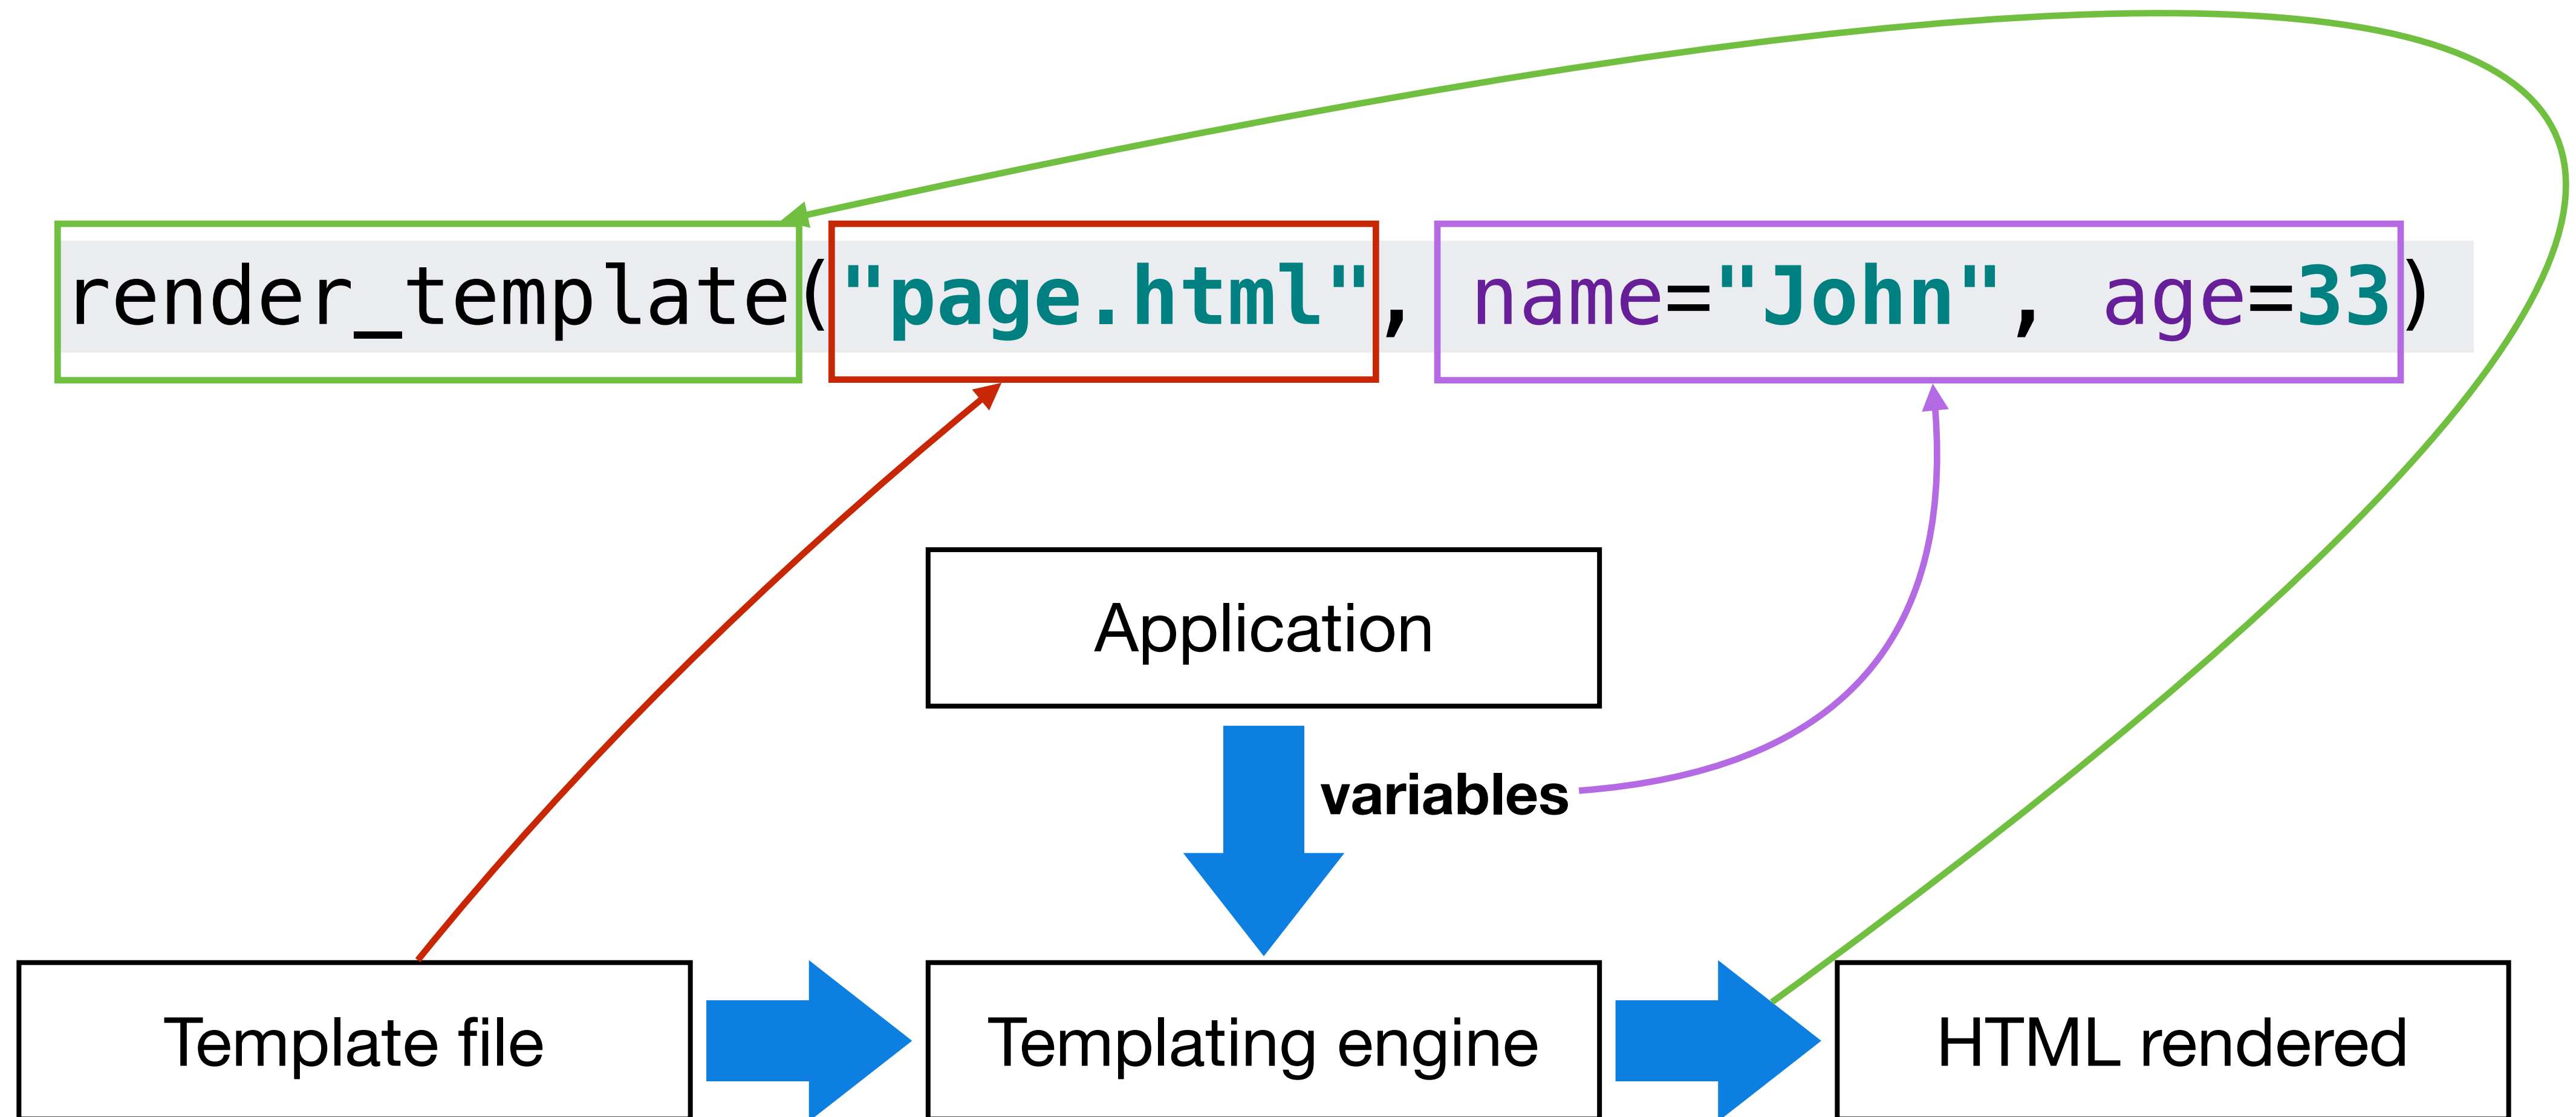 render_template("page.html", name="John", age=33)
Application
variables
Template file
Templating engine
HTML rendered